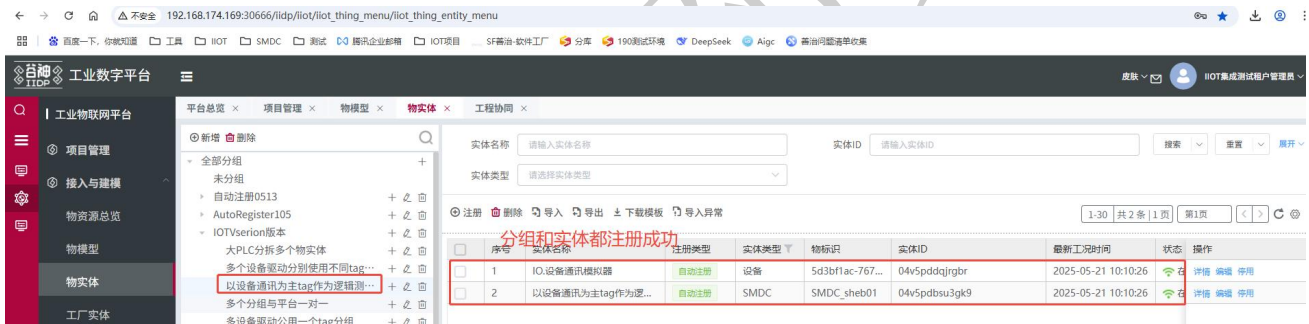 不安全 192.168.174.169:30666/iidp/iiot/iiot_thing_menu/iiot_thing_entity_menu
百度一下，你就知道 工具 IIOT SMDC 测试 腾讯企业邮箱 IOT项目 SF善治-软件工厂 分库 190测试环境 DeepSeek Aigc 善治问题清单收集
谷神 IIDP 工业数字平台 皮肤 IIOT集成测试租户管理员
工业物联网平台
项目管理
接入与建模
物资源总览
物模型
物实体
工厂实体
平台总览 × 项目管理 × 物模型 × 物实体 × 工程协同 ×
新增 删除
全部分组
未分组
自动注册0513
AutoRegister105
IOTVserion版本
大PLC分拆多个物实体
多个设备驱动分别使用不同tag…
以设备通讯为主tag作为逻辑测…
多个分组与平台一对一
多设备驱动公用一个tag分组
实体名称 请输入实体名称 实体ID 请输入实体ID 搜索 重置 展开
实体类型 请选择实体类型
注册 删除 导入 导出 下载模板 导入异常 1-30 共2条 1页 第1页
分组和实体都注册成功
序号 实体名称 注册类型 实体类型 物标识 实体ID 最新工况时间 状态 操作
1 IO.设备通讯模拟器 自动注册 设备 5d3bf1ac-767... 04v5pddqjrgbr 2025-05-21 10:10:26 在 详情 编辑 停用
2 以设备通讯为主tag作为逻... 自动注册 SMDC SMDC_sheb01 04v5pdbsu3gk9 2025-05-21 10:10:26 在 详情 编辑 停用